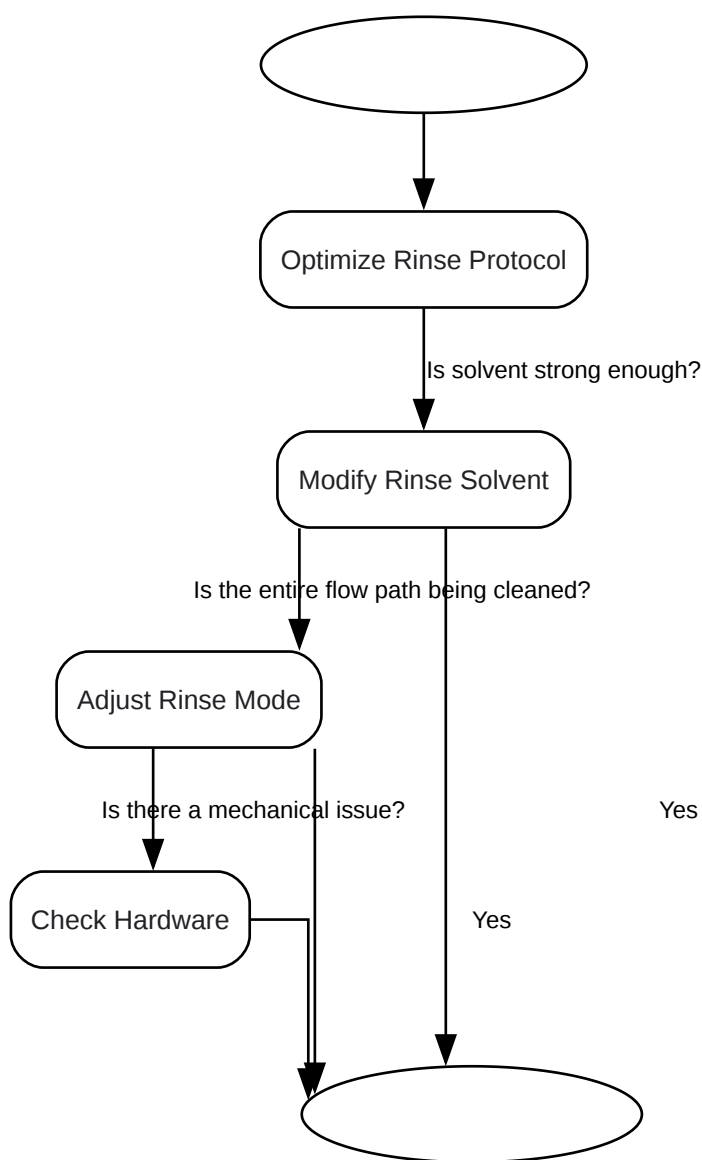 Optimize Rinse Protocol
Is solvent strong enough?
Modify Rinse Solvent
Is the entire flow path being cleaned?
Adjust Rinse Mode
Is there a mechanical issue?
Yes
Check Hardware
Yes